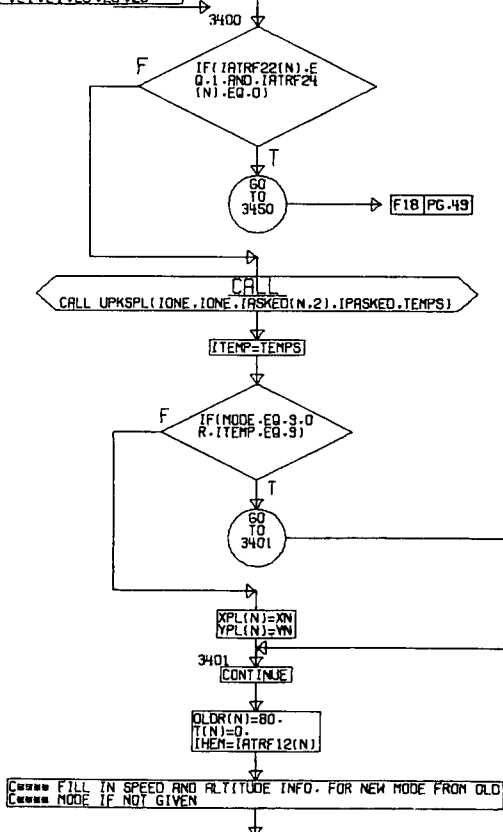 3400
F
IF(IATRF22(N).E
Q.1.AND.IATRF24
(N).EQ.0)
T
GO
TO
3450
F18 PG.49
CALL
CALL UPKSPL(IONE,IONE,IASKED(N,2),IPASKED,TEMPS)
ITEMP=TEMPS
F
IF(MODE.EQ.9.O
R.ITEMP.EQ.9)
T
GO
TO
3401
XPL(N)=XN
YPL(N)=YN
3401
CONTINUE
OLDR(N)=80.
T(N)=0.
IHEM=IATRF12(N)
C**** FILL IN SPEED AND ALTITUDE INFO. FOR NEW MODE FROM OLD
C**** MODE IF NOT GIVEN